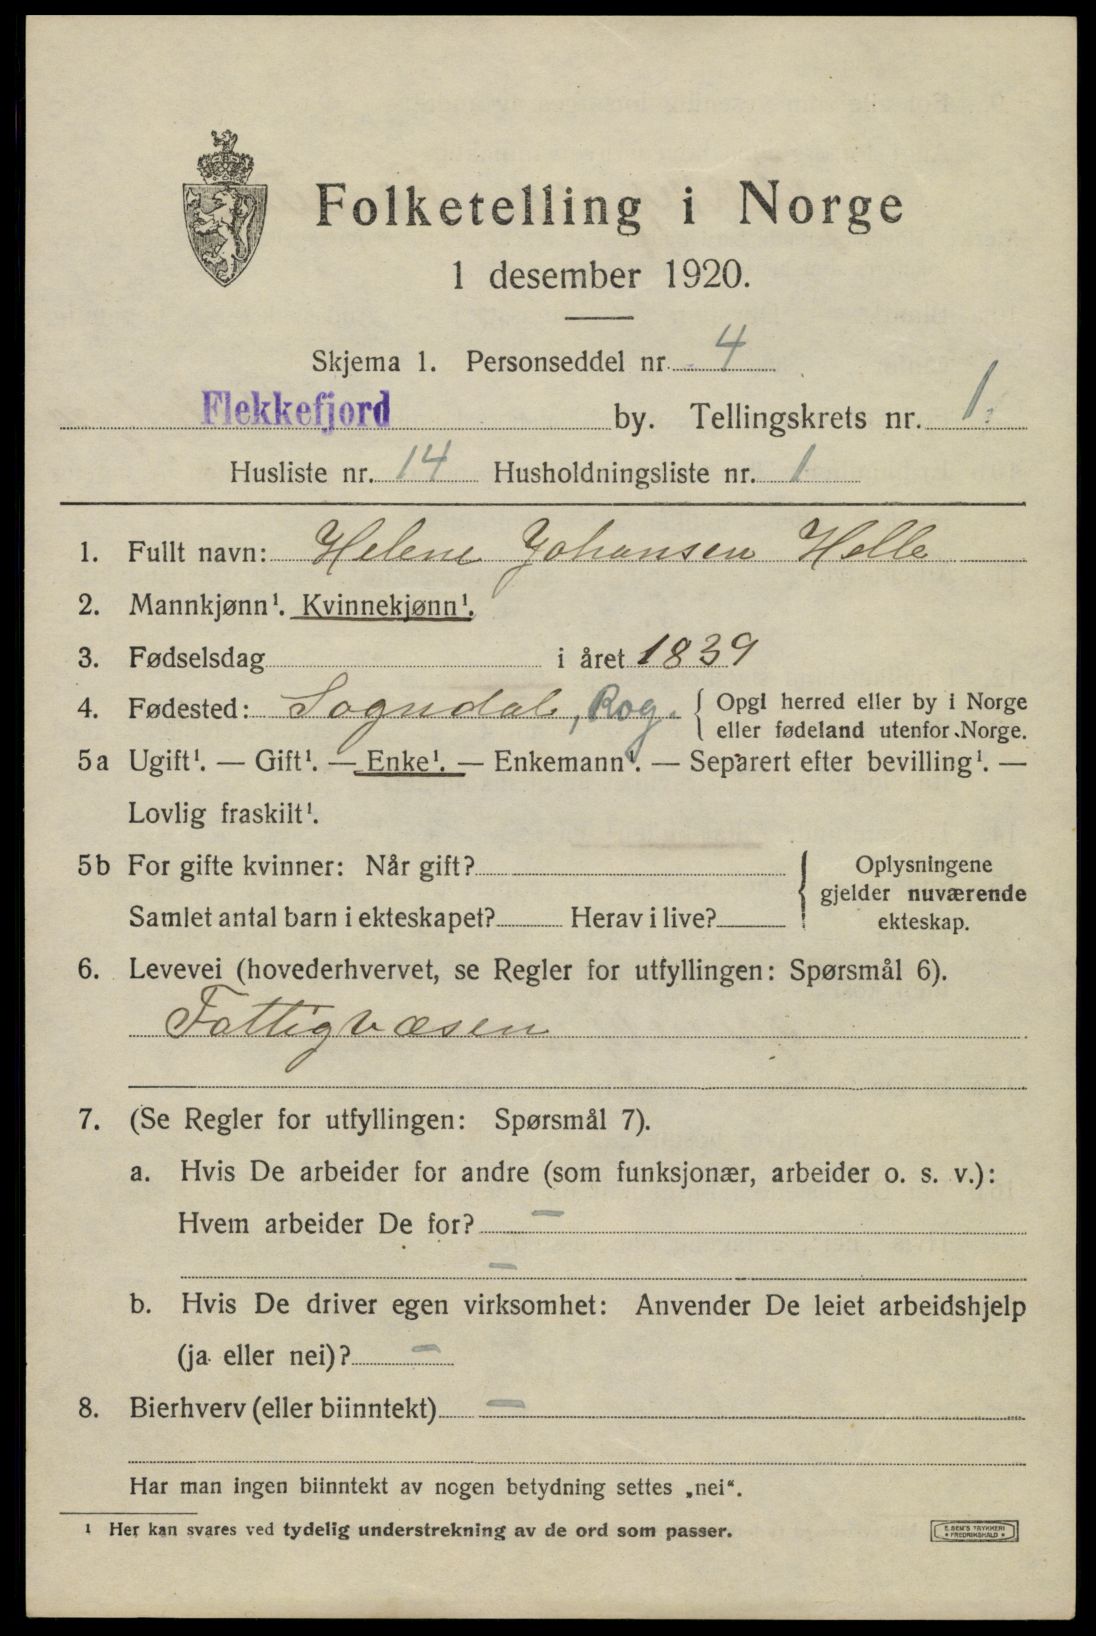 Folketelling i Norge
1 desember 1920.
Skjema 1. Personseddel nr. 4
Flekkefjord by. Tellingskrets nr. 1.
Husliste nr. 14 Husholdningsliste nr. 1
1. Fullt navn: Helene Johansen Helle
2. Mannkjønn¹. Kvinnekjønn¹.
3. Fødselsdag i året 1839
4. Fødested: Sogndal, Rog. { Opgi herred eller by i Norge
eller fødeland utenfor Norge.
5a Ugift¹. — Gift¹. — Enke¹. — Enkemann¹. — Separert efter bevilling¹. —
Lovlig fraskilt¹.
5b For gifte kvinner: Når gift? Oplysningene
gjelder nuværende
Samlet antal barn i ekteskapet? Herav i live? ekteskap.
6. Levevei (hovederhvervet, se Regler for utfyllingen: Spørsmål 6).
Fattigvæsen
7. (Se Regler for utfyllingen: Spørsmål 7).
a. Hvis De arbeider for andre (som funksjonær, arbeider o. s. v.):
Hvem arbeider De for? —
—
b. Hvis De driver egen virksomhet: Anvender De leiet arbeidshjelp
(ja eller nei)? —
8. Bierhverv (eller biinntekt) —
Har man ingen biinntekt av nogen betydning settes „nei“.
¹ Her kan svares ved tydelig understrekning av de ord som passer.
E. SEM'S TRYKKERI
FREDRIKSHALD